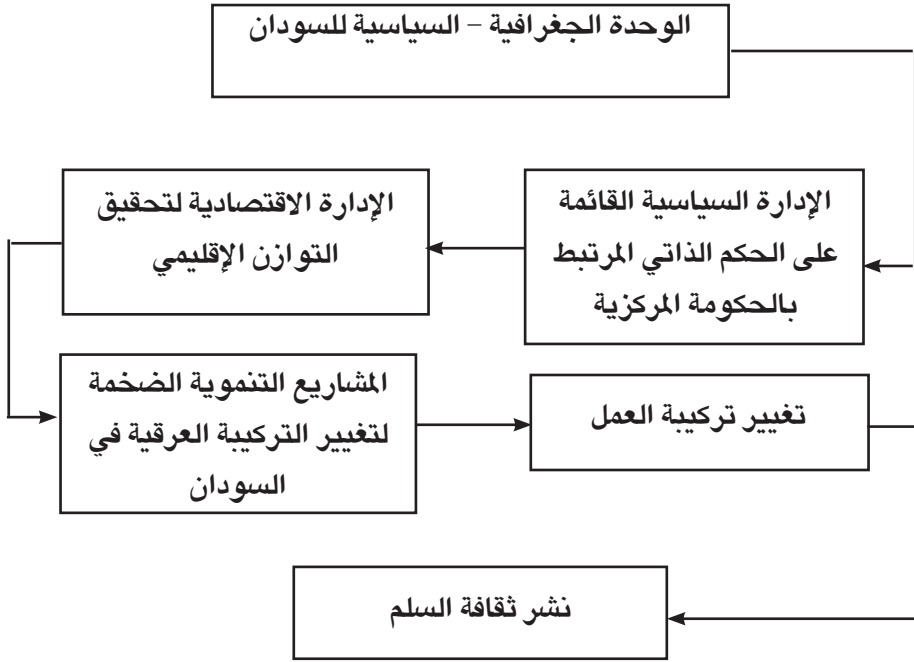 الوحدة الجغرافية – السياسية للسودان
الإدارة السياسية القائمة
على الحكم الذاتي المرتبط
بالحكومة المركزية
الإدارة الاقتصادية لتحقيق
التوازن الإقليمي
المشاريع التنموية الضخمة
لتغيير التركيبة العرقية في
السودان
تغيير تركيبة العمل
نشر ثقافة السلم